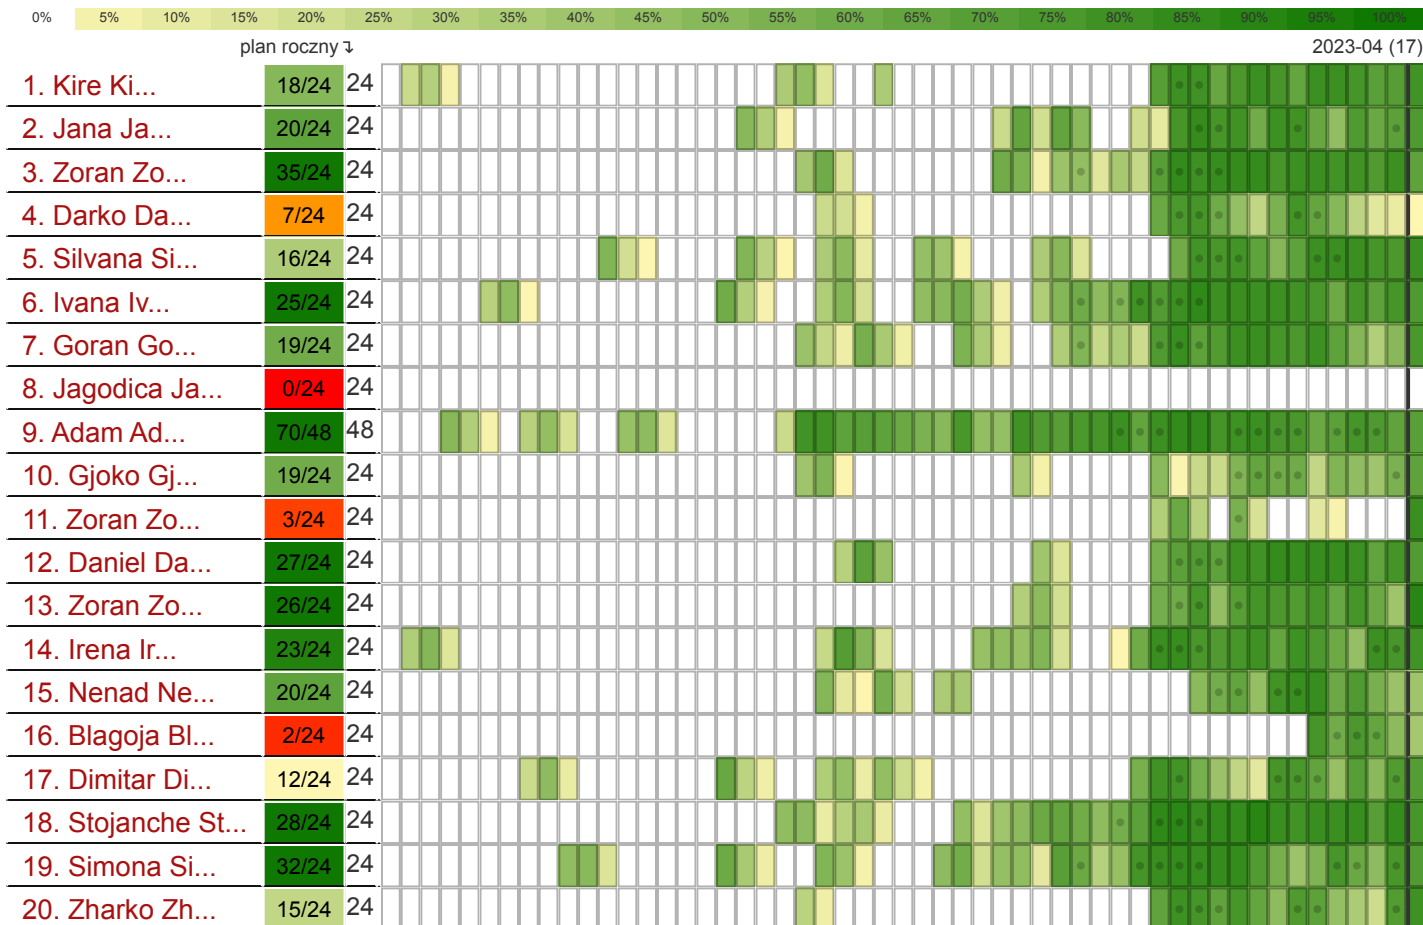 0% 5% 10% 15% 20% 25% 30% 35% 40% 45% 50% 55% 60% 65% 70% 75% 80% 85% 90% 95% 100%
plan roczny ↴ 2023-04 (17)
1. Kire Ki... 18/24 24
2. Jana Ja... 20/24 24
3. Zoran Zo... 35/24 24
4. Darko Da... 7/24 24
5. Silvana Si... 16/24 24
6. Ivana Iv... 25/24 24
7. Goran Go... 19/24 24
8. Jagodica Ja... 0/24 24
9. Adam Ad... 70/48 48
10. Gjoko Gj... 19/24 24
11. Zoran Zo... 3/24 24
12. Daniel Da... 27/24 24
13. Zoran Zo... 26/24 24
14. Irena Ir... 23/24 24
15. Nenad Ne... 20/24 24
16. Blagoja Bl... 2/24 24
17. Dimitar Di... 12/24 24
18. Stojanche St... 28/24 24
19. Simona Si... 32/24 24
20. Zharko Zh... 15/24 24